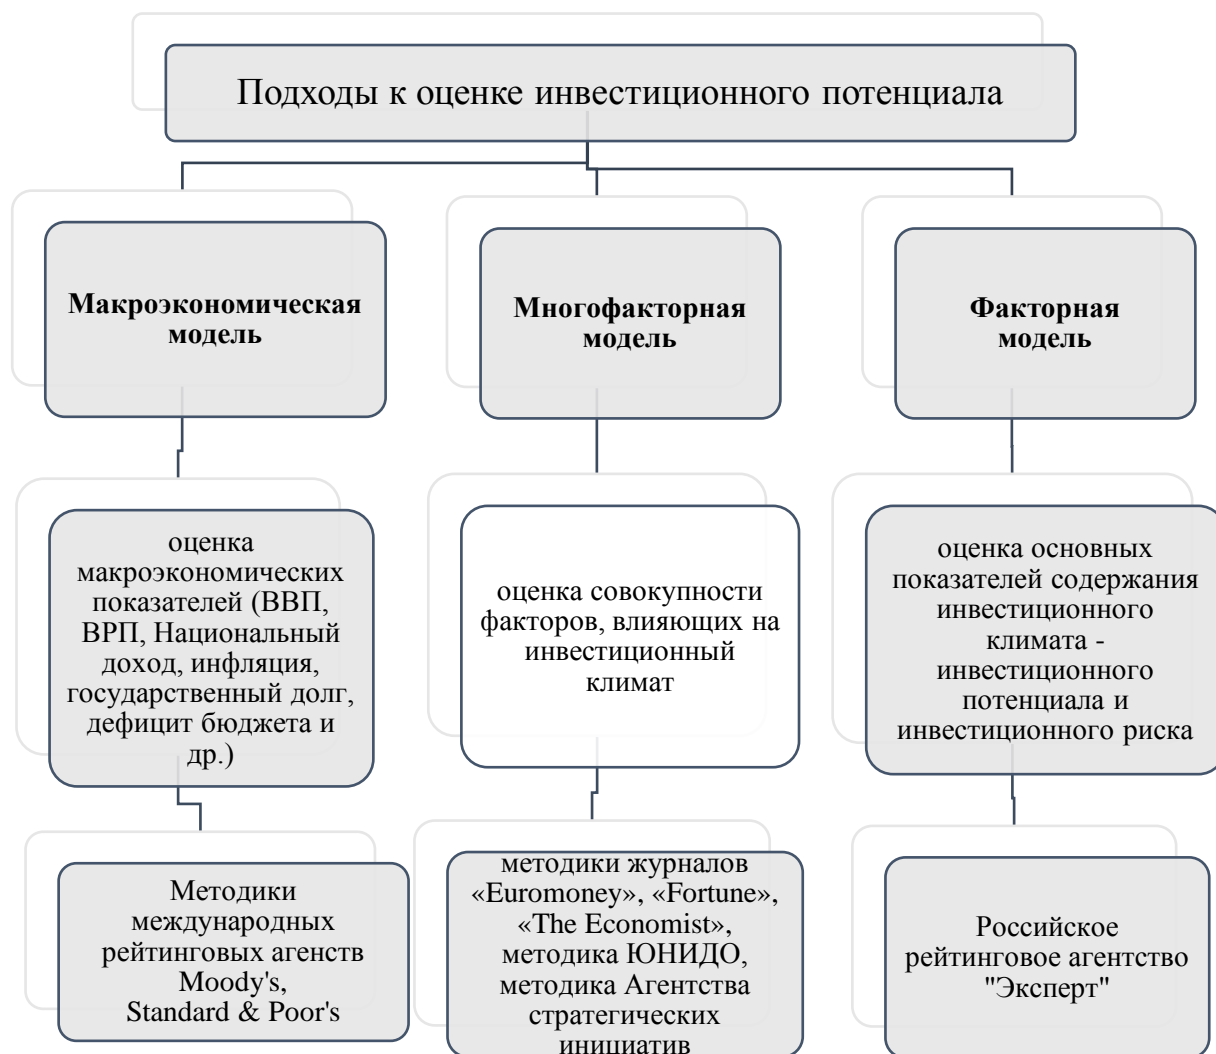 Подходы к оценке инвестиционного потенциала
Макроэкономическая
модель
Многофакторная
модель
Факторная
модель
оценка
макроэкономических
показателей (ВВП,
ВРП, Национальный
доход, инфляция,
государственный долг,
дефицит бюджета и
др.)
оценка совокупности
факторов, влияющих на
инвестиционный
климат
оценка основных
показателей содержания
инвестиционного
климата -
инвестиционного
потенциала и
инвестиционного риска
Методики
международных
рейтинговых агенств
Moody's,
Standard & Poor's
методики журналов
«Euromoney», «Fortune»,
«The Economist»,
методика ЮНИДО,
методика Агентства
стратегических
инициатив
Российское
рейтинговое агентство
"Эксперт"